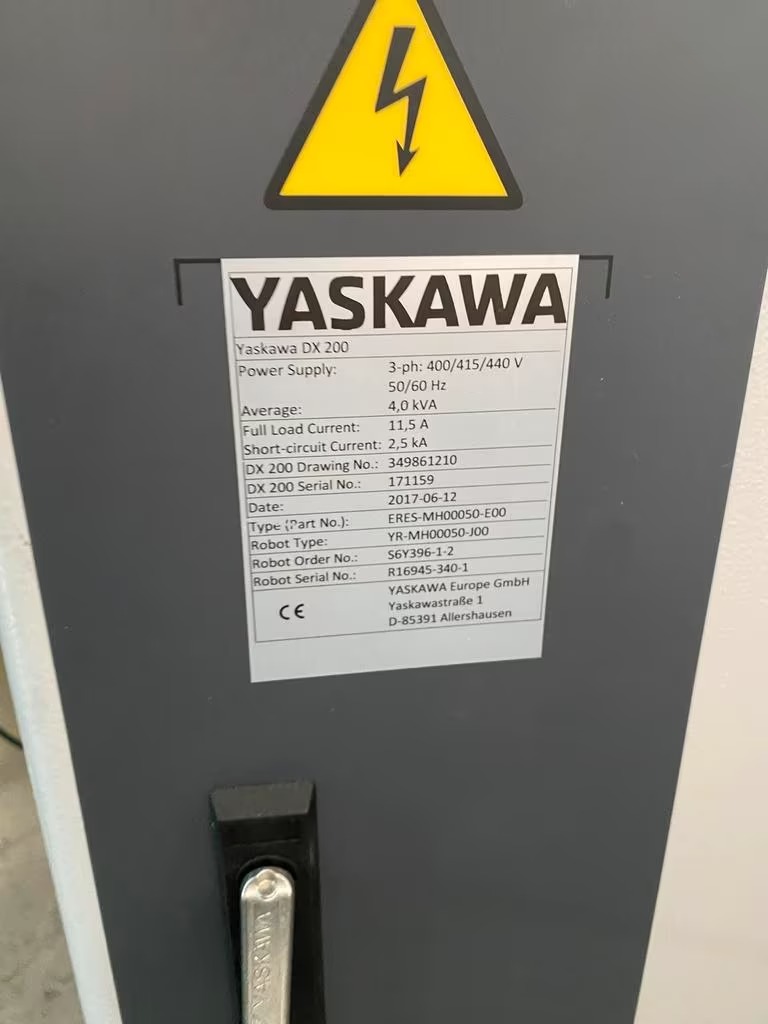 YASKAWA
Yaskawa DX 200
Power Supply: 3-ph: 400/415/440 V
50/60 Hz
Average: 4,0 kVA
Full Load Current: 11,5 A
Short-circuit Current: 2,5 kA
DX 200 Drawing No.: 349861210
DX 200 Serial No.: 171159
Date: 2017-06-12
Type (Part No.): ERES-MH00050-E00
Robot Type: YR-MH00050-J00
Robot Order No.: S6Y396-1-2
Robot Serial No.: R16945-340-1
CE
YASKAWA Europe GmbH
Yaskawastraße 1
D-85391 Allershausen
YASKAWA